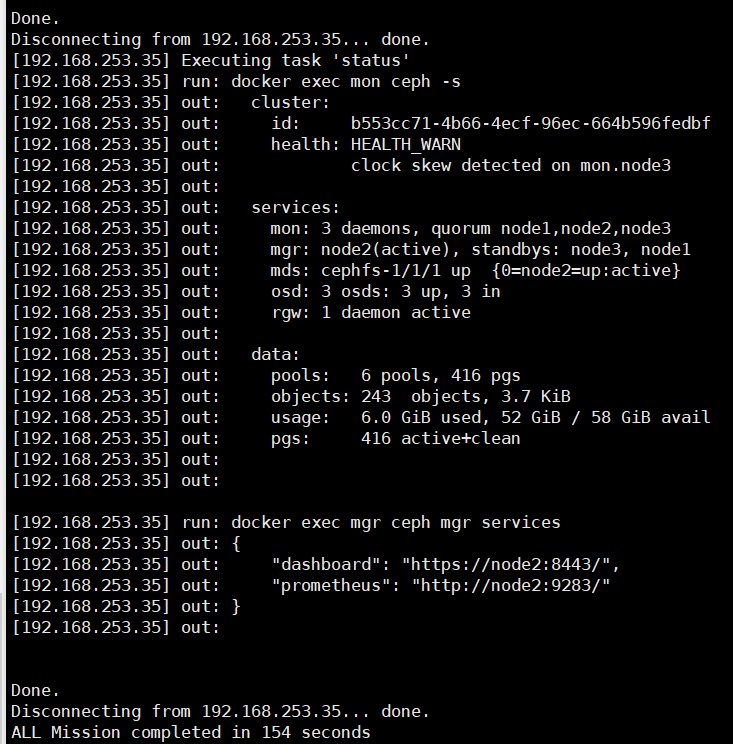 Done.
Disconnecting from 192.168.253.35... done.
[192.168.253.35] Executing task 'status'
[192.168.253.35] run: docker exec mon ceph -s
[192.168.253.35] out:   cluster:
[192.168.253.35] out:     id:     b553cc71-4b66-4ecf-96ec-664b596fedbf
[192.168.253.35] out:     health: HEALTH_WARN
[192.168.253.35] out:             clock skew detected on mon.node3
[192.168.253.35] out:
[192.168.253.35] out:   services:
[192.168.253.35] out:     mon: 3 daemons, quorum node1,node2,node3
[192.168.253.35] out:     mgr: node2(active), standbys: node3, node1
[192.168.253.35] out:     mds: cephfs-1/1/1 up  {0=node2=up:active}
[192.168.253.35] out:     osd: 3 osds: 3 up, 3 in
[192.168.253.35] out:     rgw: 1 daemon active
[192.168.253.35] out:
[192.168.253.35] out:   data:
[192.168.253.35] out:     pools:   6 pools, 416 pgs
[192.168.253.35] out:     objects: 243  objects, 3.7 KiB
[192.168.253.35] out:     usage:   6.0 GiB used, 52 GiB / 58 GiB avail
[192.168.253.35] out:     pgs:     416 active+clean
[192.168.253.35] out:
[192.168.253.35] out:

[192.168.253.35] run: docker exec mgr ceph mgr services
[192.168.253.35] out: {
[192.168.253.35] out:     "dashboard": "https://node2:8443/",
[192.168.253.35] out:     "prometheus": "http://node2:9283/"
[192.168.253.35] out: }
[192.168.253.35] out:

Done.
Disconnecting from 192.168.253.35... done.
ALL Mission completed in 154 seconds